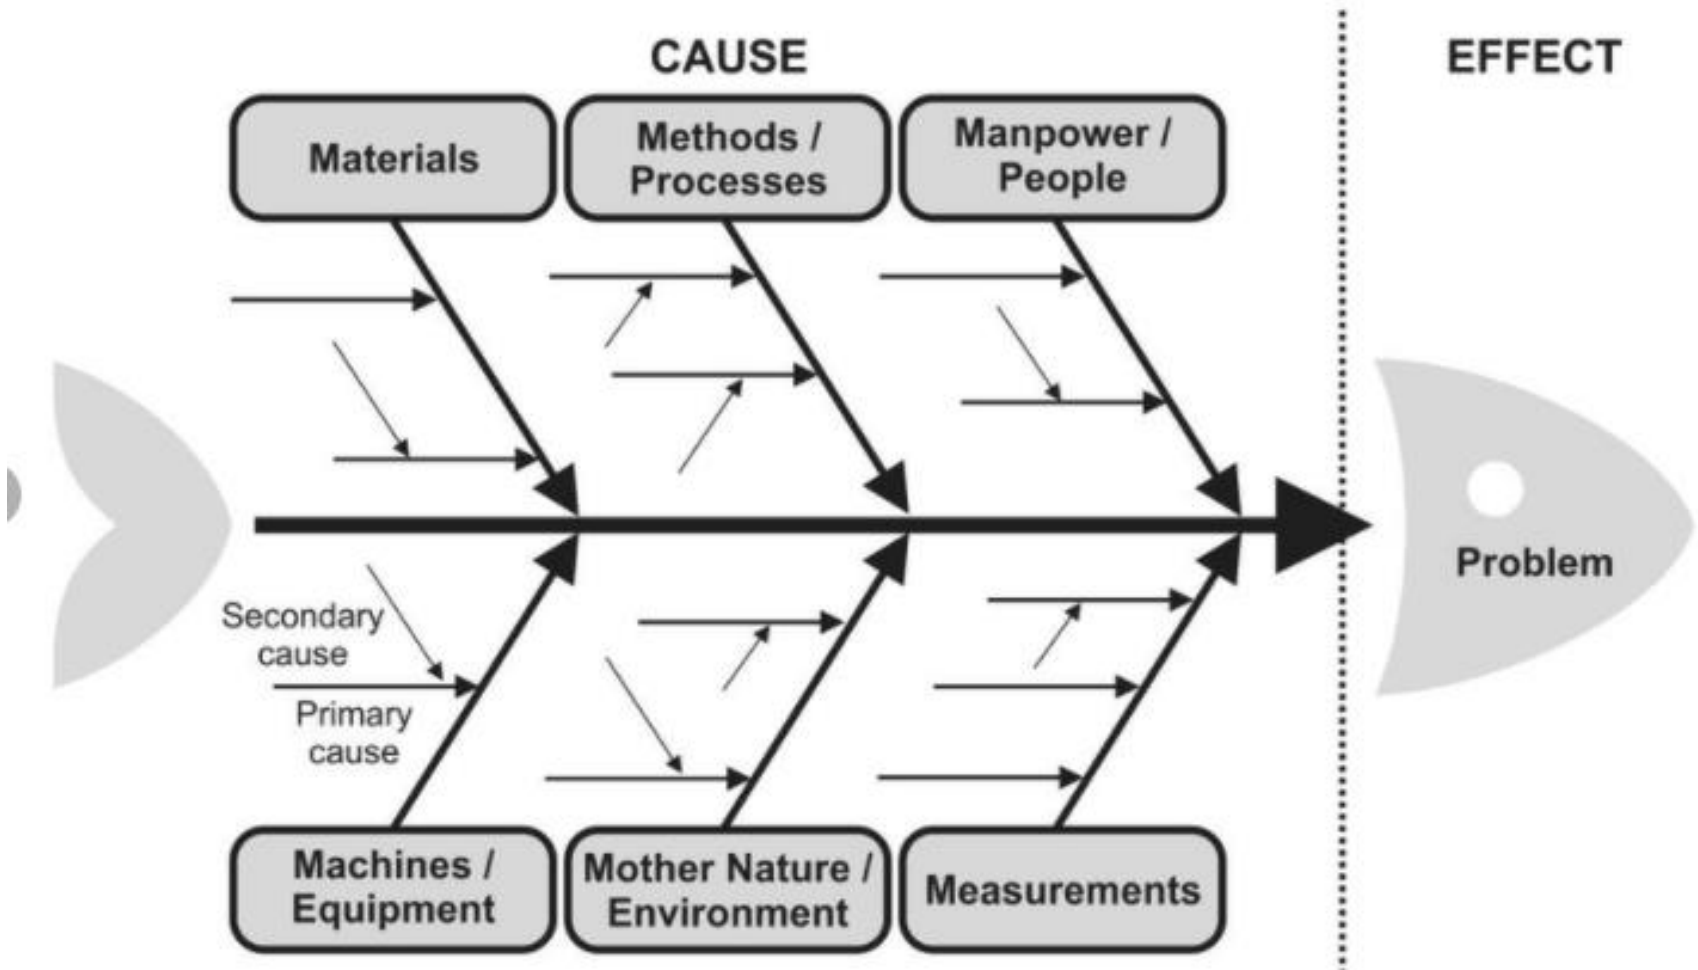 CAUSE
EFFECT
Materials
Methods /
Processes
Manpower /
People
Problem
Secondary
cause
Primary
cause
Machines /
Equipment
Mother Nature /
Environment
Measurements